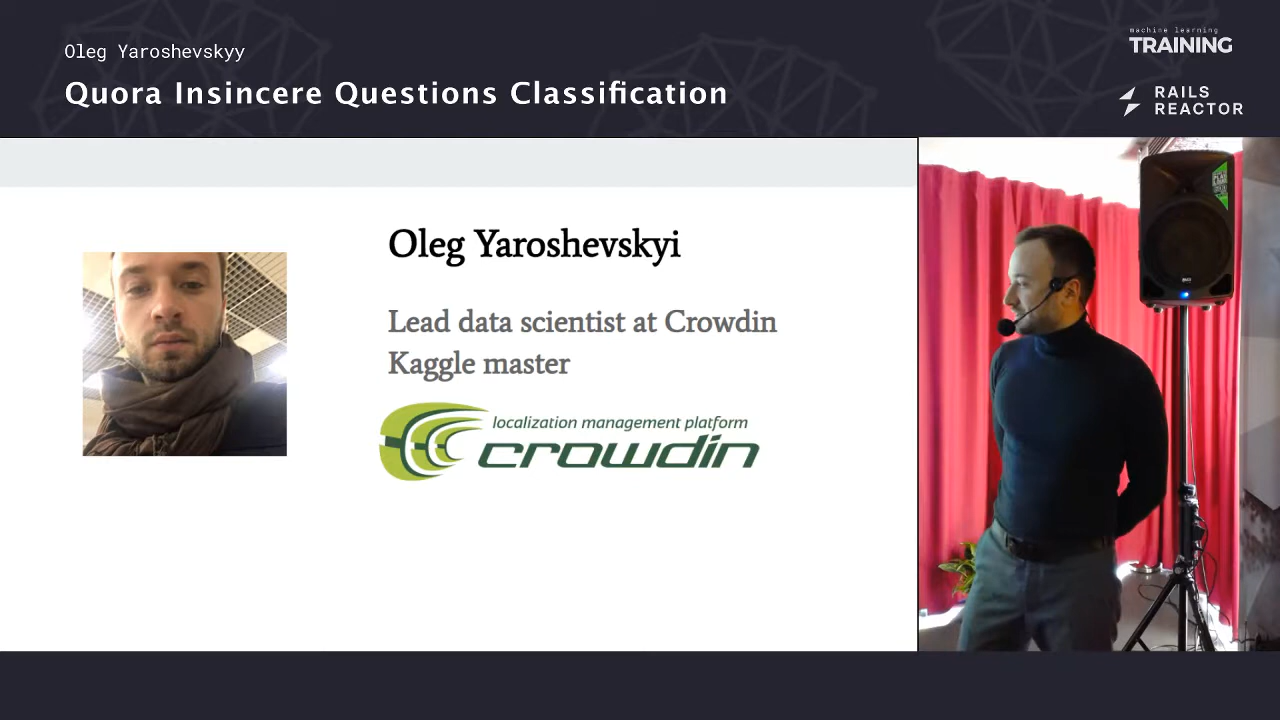 Oleg Yaroshevskyy
Quora Insincere Questions Classification
machine learning
TRAINING
RAILS
REACTOR
Oleg Yaroshevskyi
Lead data scientist at Crowdin
Kaggle master
localization management platform
crowdin